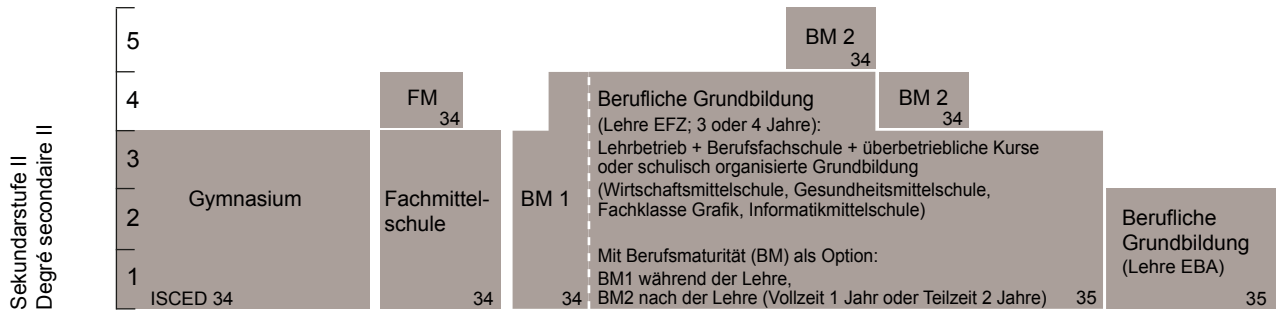 Sekundarstufe II
Degré secondaire II
5
4
3
2
1
Gymnasium
ISCED 34
FM
34
Fachmittel-
schule
34
BM 1
34
BM 2
34
BM 2
34
Berufliche Grundbildung
(Lehre EFZ; 3 oder 4 Jahre):
Lehrbetrieb + Berufsfachschule + überbetriebliche Kurse
oder schulisch organisierte Grundbildung
(Wirtschaftsmittelschule, Gesundheitsmittelschule,
Fachklasse Grafik, Informatikmittelschule)
Mit Berufsmaturität (BM) als Option:
BM1 während der Lehre,
BM2 nach der Lehre (Vollzeit 1 Jahr oder Teilzeit 2 Jahre)
35
Berufliche
Grundbildung
(Lehre EBA)
35